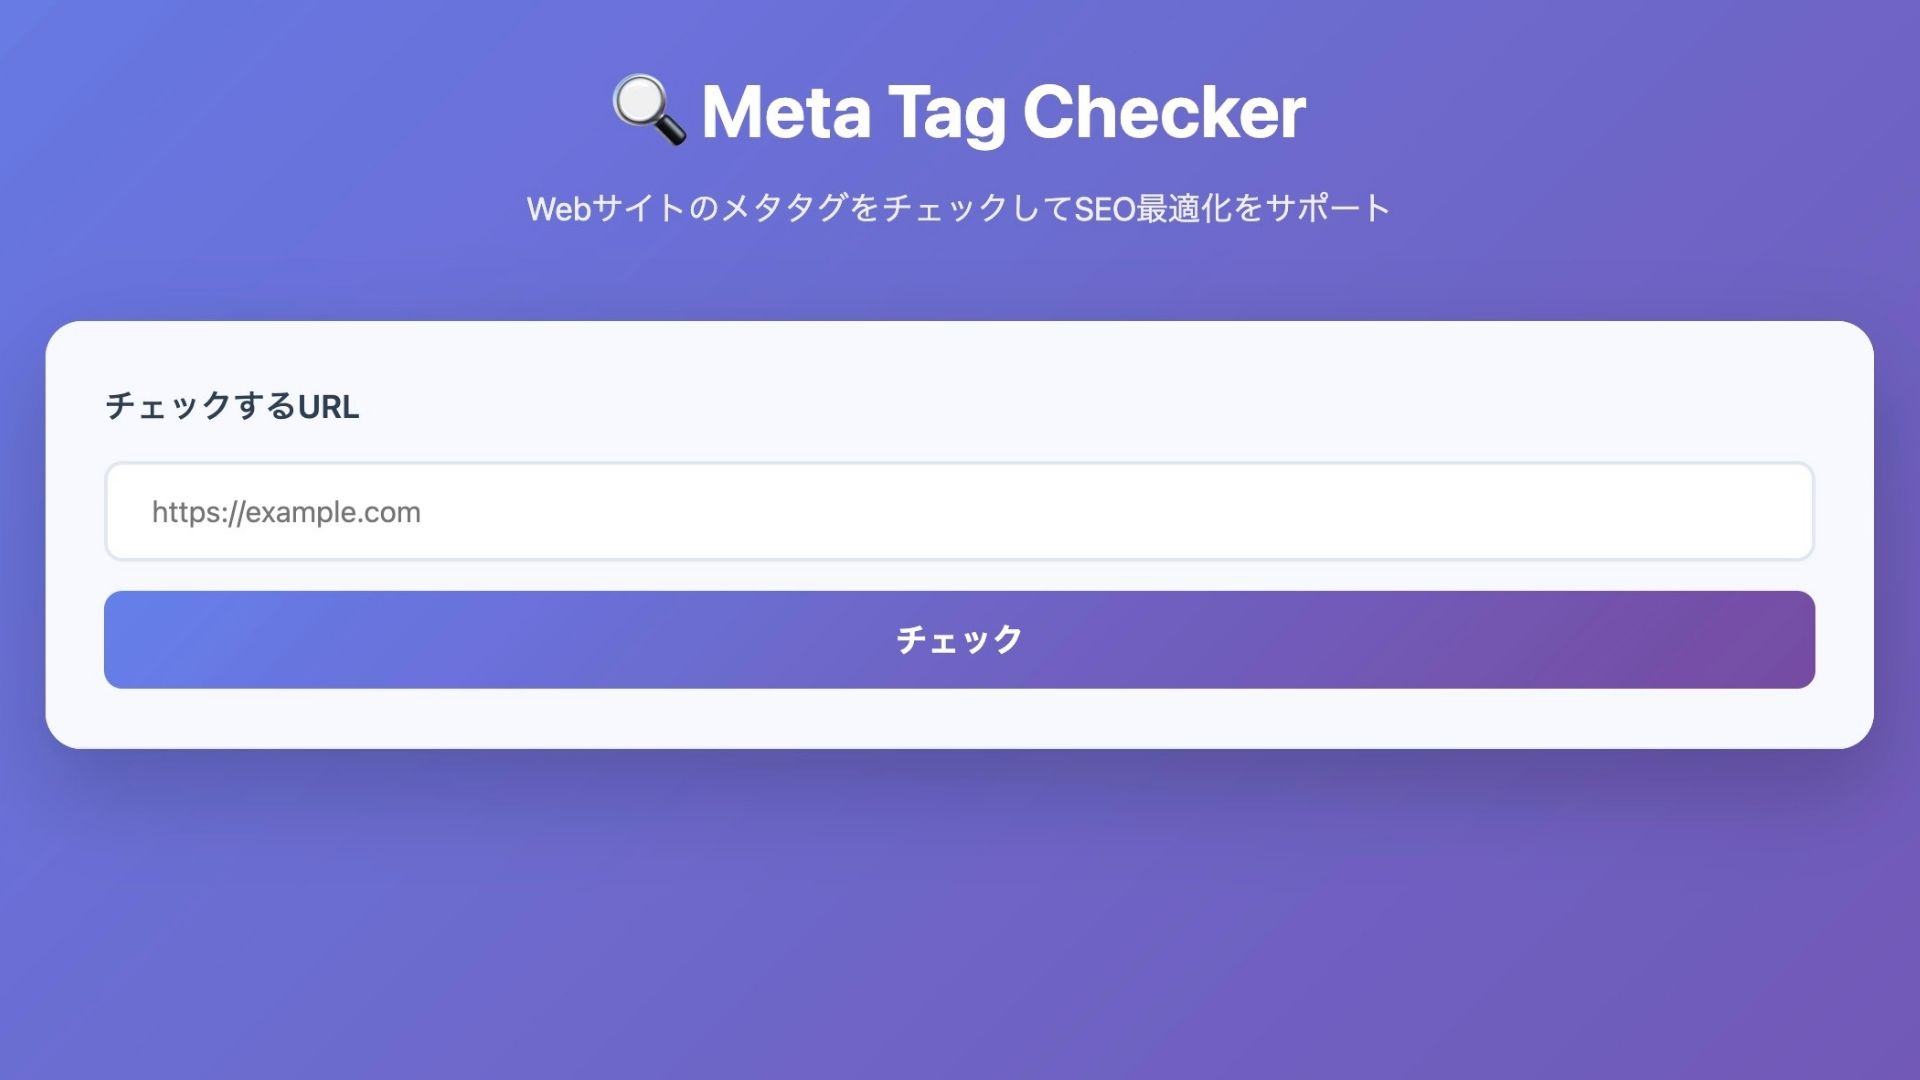 Meta Tag Checker
WebサイトのメタタグをチェックしてSEO最適化をサポート
チェックするURL
https://example.com
チェック